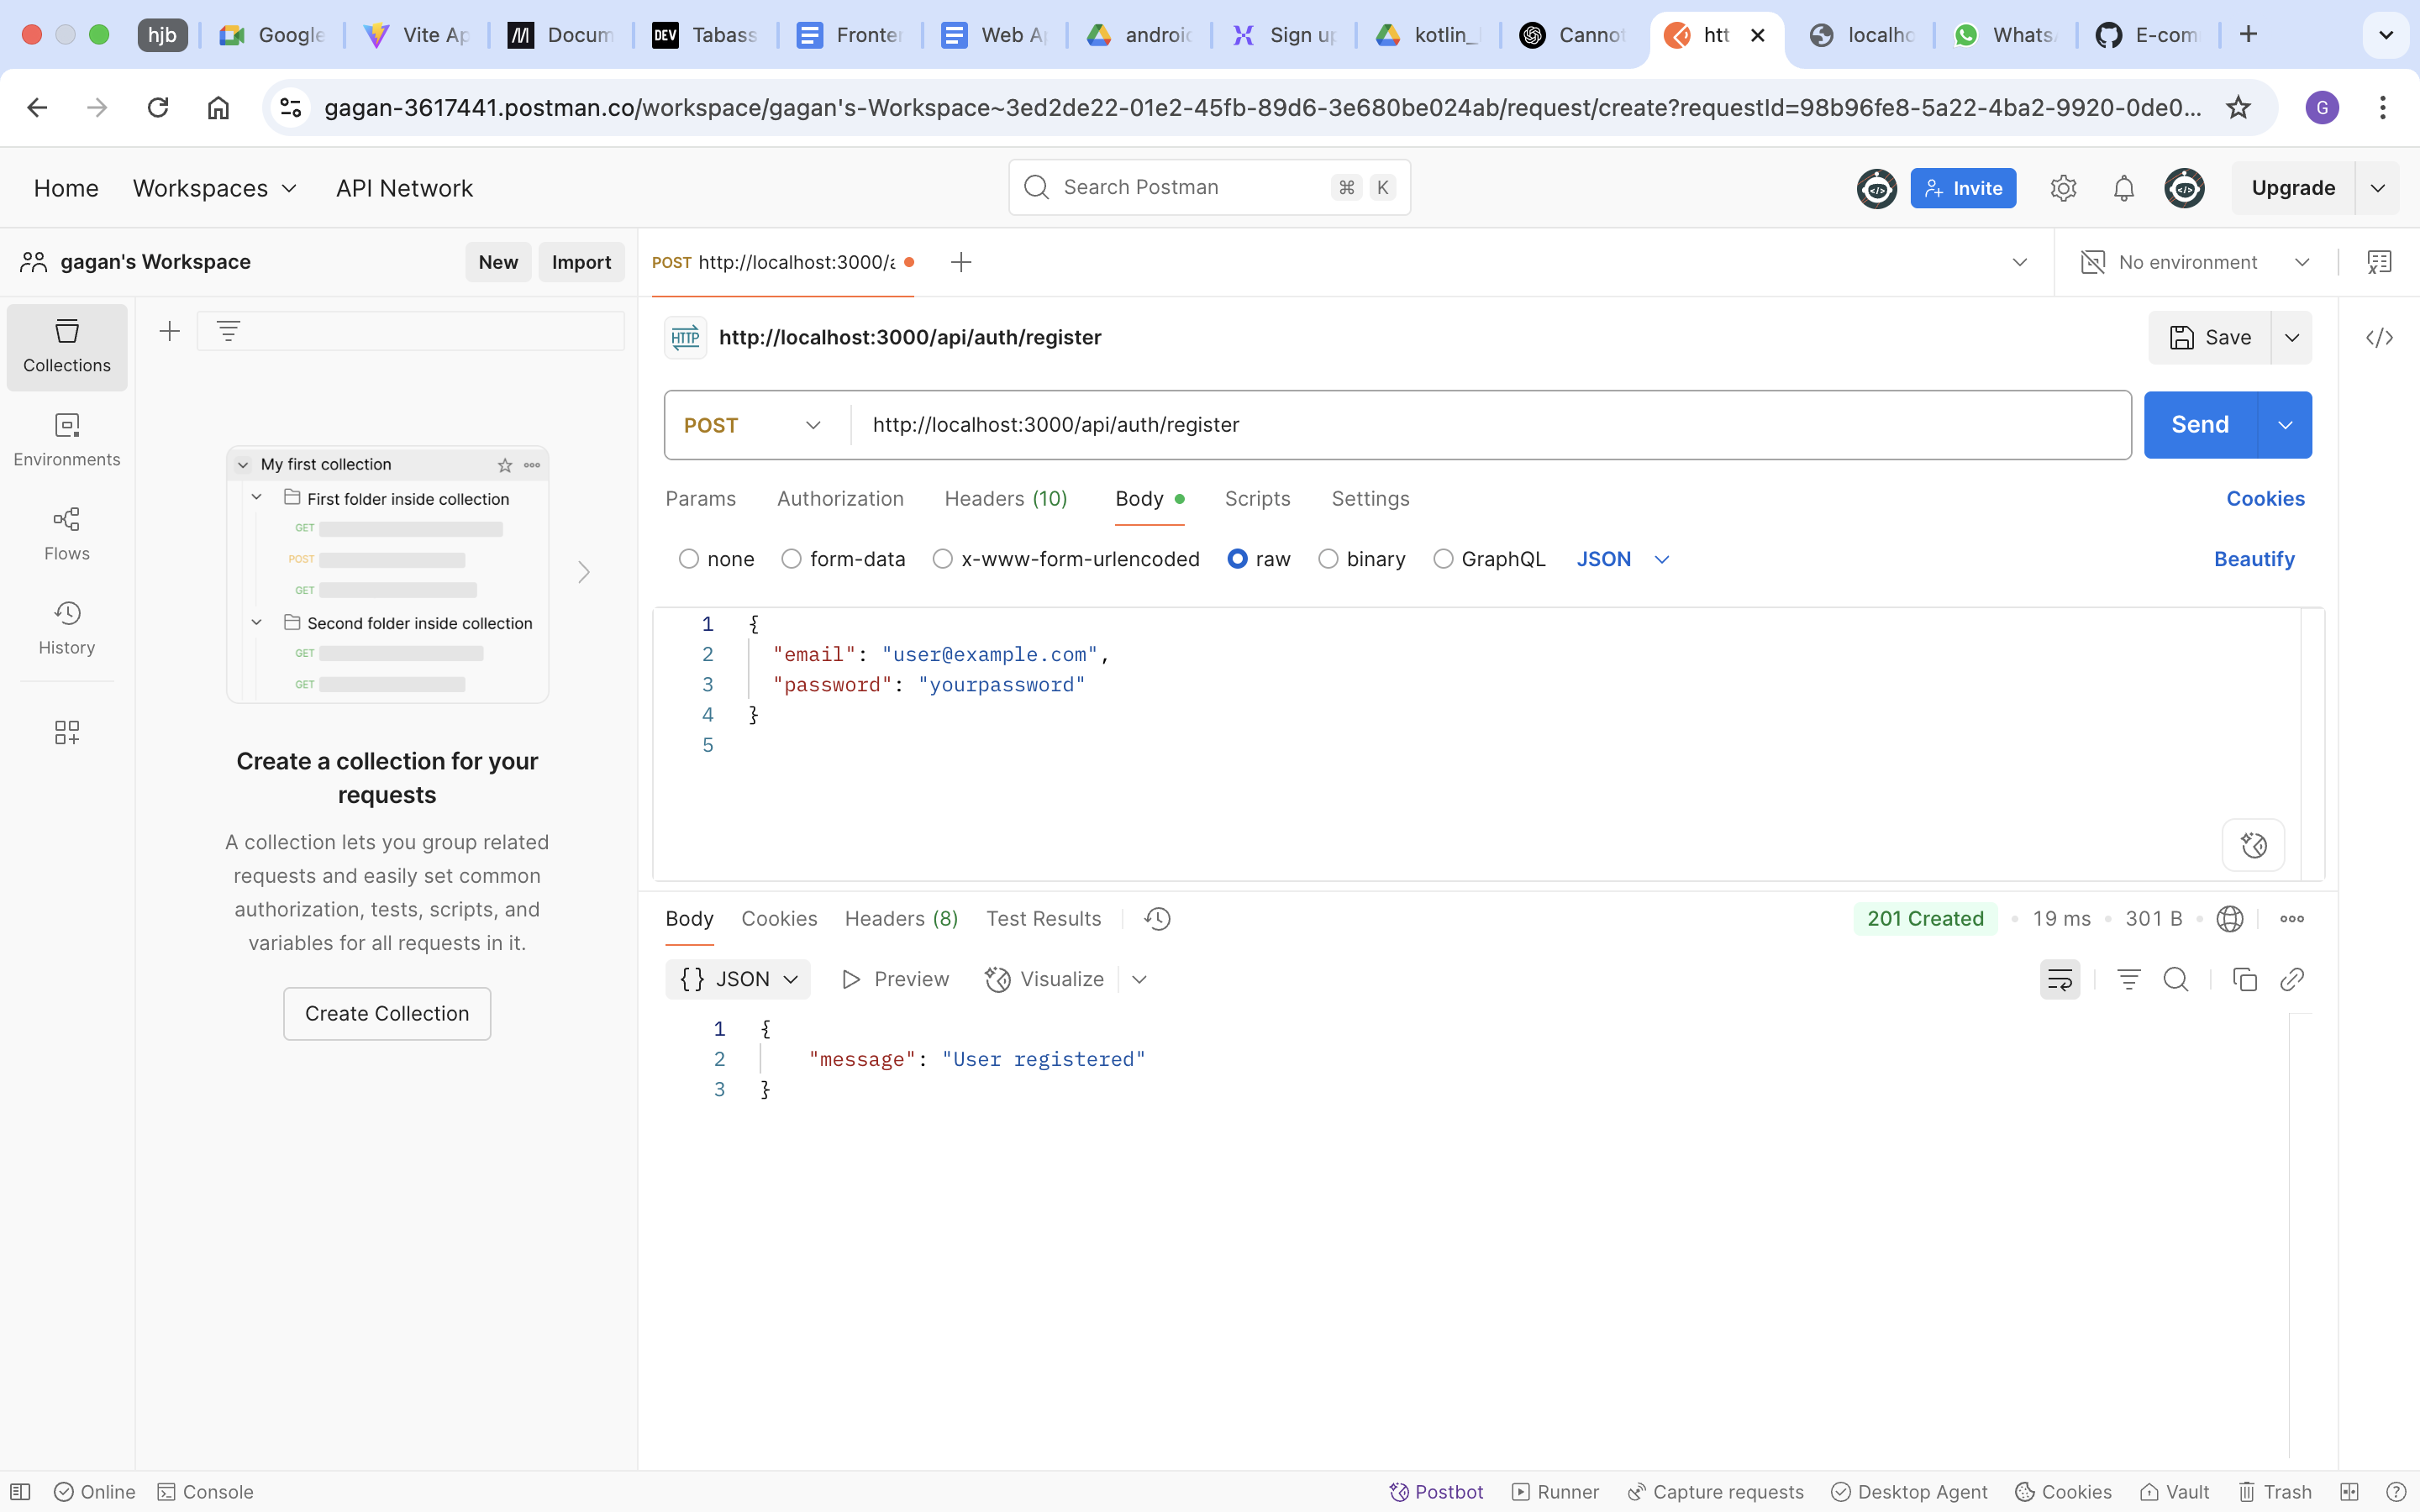 hjb
Google
Vite Ap
Docum
DEV Tabass
Fronte
Web A
androic
Sign up
kotlin_
Cannot
htt
localho
Whats
E-com
gagan-3617441.postman.co/workspace/gagan's-Workspace~3ed2de22-01e2-45fb-89d6-3e680be024ab/request/create?requestId=98b96fe8-5a22-4ba2-9920-0de0...
G
Home Workspaces API Network
Search Postman ⌘ K
Invite
Upgrade
gagan's Workspace
New
Import
POST http://localhost:3000/a
No environment
Collections
Environments
Flows
History
My first collection
First folder inside collection
GET
POST
GET
Second folder inside collection
GET
GET
Create a collection for your
requests
A collection lets you group related
requests and easily set common
authorization, tests, scripts, and
variables for all requests in it.
Create Collection
HTTP http://localhost:3000/api/auth/register
Save
POST http://localhost:3000/api/auth/register
Send
Params Authorization Headers (10) Body Scripts Settings
Cookies
none form-data x-www-form-urlencoded raw binary GraphQL JSON
Beautify
1 {
2 "email": "user@example.com",
3 "password": "yourpassword"
4 }
5
Body Cookies Headers (8) Test Results
201 Created 19 ms 301 B
{} JSON Preview Visualize
1 {
2 "message": "User registered"
3 }
Online Console
Postbot Runner Capture requests Desktop Agent Cookies Vault Trash